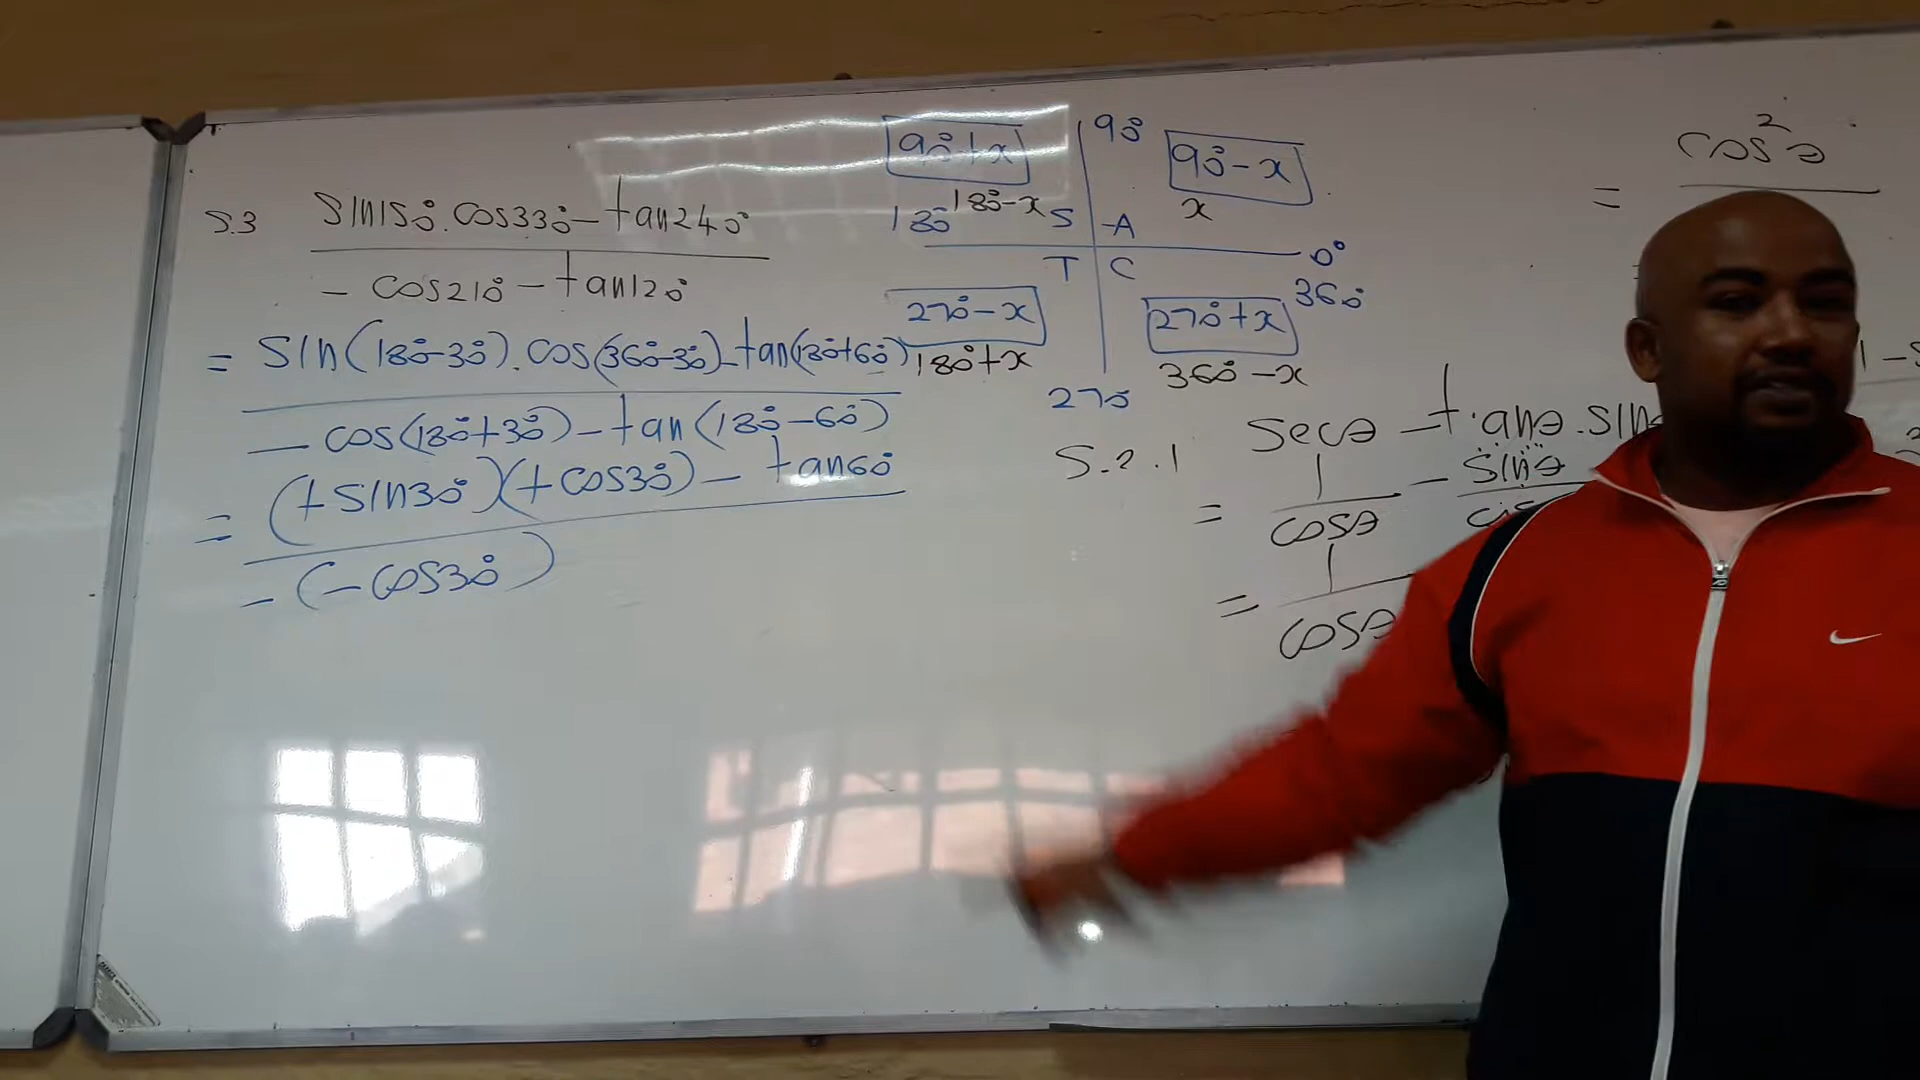 5.3 sin150°.cos330° - tan240°
- cos210° - tan120°
= sin(180°-30°).cos(360°-30°)-tan(180°+60°)
- cos(180°+30°)-tan(180°-60°)
= (+sin30°)(+cos30°) - tan60°
- (-cos30°)
90°+x 90° 90°-x
180° 180°-x S A x
T C 0°
360°
270°-x 270°+x
180°+x 360°-x
270°
5.2.1 secθ - tanθ.sin
= 1 - sinθ
cosθ
= 1
cosθ
= cos²θ
1 -